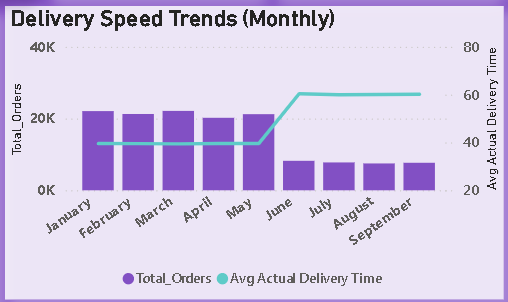 Delivery Speed Trends (Monthly)
40K
80
60
20K
40
0K
20
Total_Orders
Avg Actual Delivery Time
January
February
March
April
May
June
July
August
September
Total_Orders
Avg Actual Delivery Time